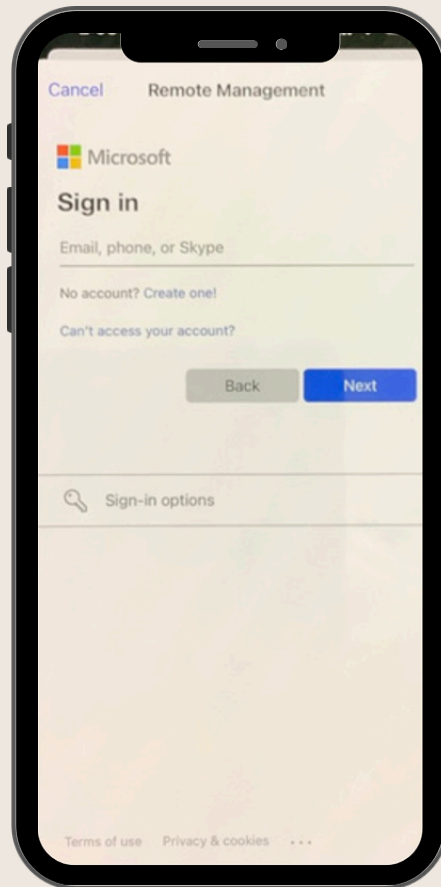 Cancel Remote Management
Microsoft
Sign in
Email, phone, or Skype
No account? Create one!
Can't access your account?
Back Next
Sign-in options
Terms of use Privacy & cookies ...